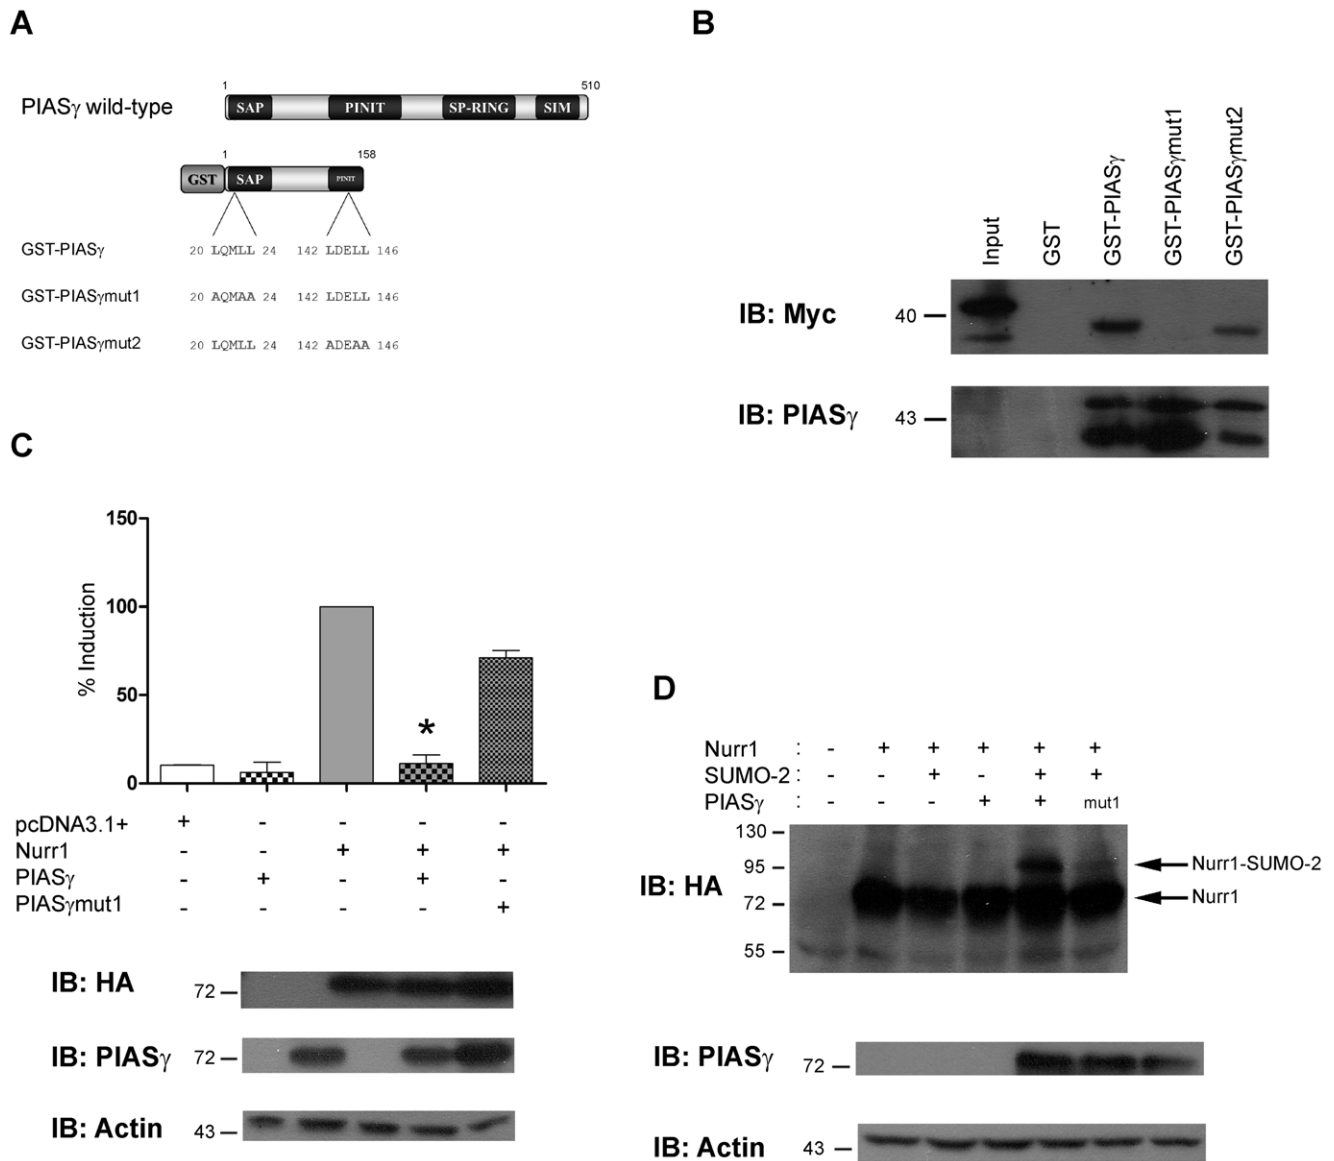 A
1 510
PIASγ wild-type SAP PINIT SP-RING SIM
1 158
GST SAP PINIT
GST-PIASγ 20 LQMLL 24 142 LDELL 146
GST-PIASγmut1 20 AQMAA 24 142 LDELL 146
GST-PIASγmut2 20 LQMLL 24 142 ADEAA 146
B
Input
GST
GST-PIASγ
GST-PIASγmut1
GST-PIASγmut2
IB: Myc 40
IB: PIASγ 43
C
% Induction
150
100
50
0
*
pcDNA3.1+ + - - - -
Nurr1 - - + + +
PIASγ - + - + -
PIASγmut1 - - - - +
IB: HA 72
IB: PIASγ 72
IB: Actin 43
D
Nurr1 : - + + + + +
SUMO-2 : - - + - + +
PIASγ : - - - + + mut1
130
95
IB: HA
72
55
Nurr1-SUMO-2
Nurr1
IB: PIASγ 72
IB: Actin 43